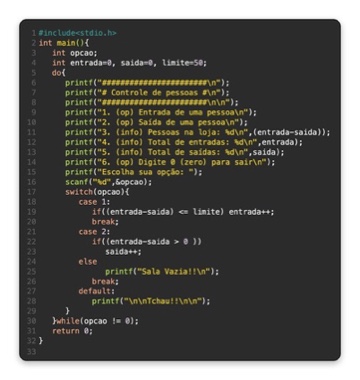 1 #include<stdio.h>
2 int main(){
3 int opcao;
4 int entrada=0, saida=0, limite=50;
5 do{
6 printf("########################\n");
7 printf("# Controle de pessoas #\n");
8 printf("########################\n\n");
9 printf("1. (op) Entrada de uma pessoa\n");
10 printf("2. (op) Saída de uma pessoa\n");
11 printf("3. (info) Pessoas na loja: %d\n",(entrada-saida));
12 printf("4. (info) Total de entradas: %d\n",entrada);
13 printf("5. (info) Total de saídas: %d\n",saida);
14 printf("6. (op) Digite 0 (zero) para sair\n");
15 printf("Escolha sua opção: ");
16 scanf("%d",&opcao);
17 switch(opcao){
18 case 1:
19 if((entrada-saida) <= limite) entrada++;
20 break;
21 case 2:
22 if((entrada-saida > 0 ))
23 saida++;
24 else
25 printf("Sala Vazia!!\n");
26 break;
27 default:
28 printf("\n\nTchau!!\n\n");
29 }
30 }while(opcao != 0);
31 return 0;
32 }
33